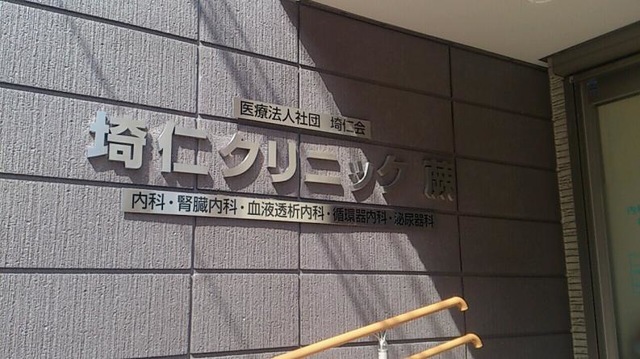 医療法人社団 埼仁会
埼仁クリニック 蕨
内科・腎臓内科・血液透析内科・循環器内科・泌尿器科